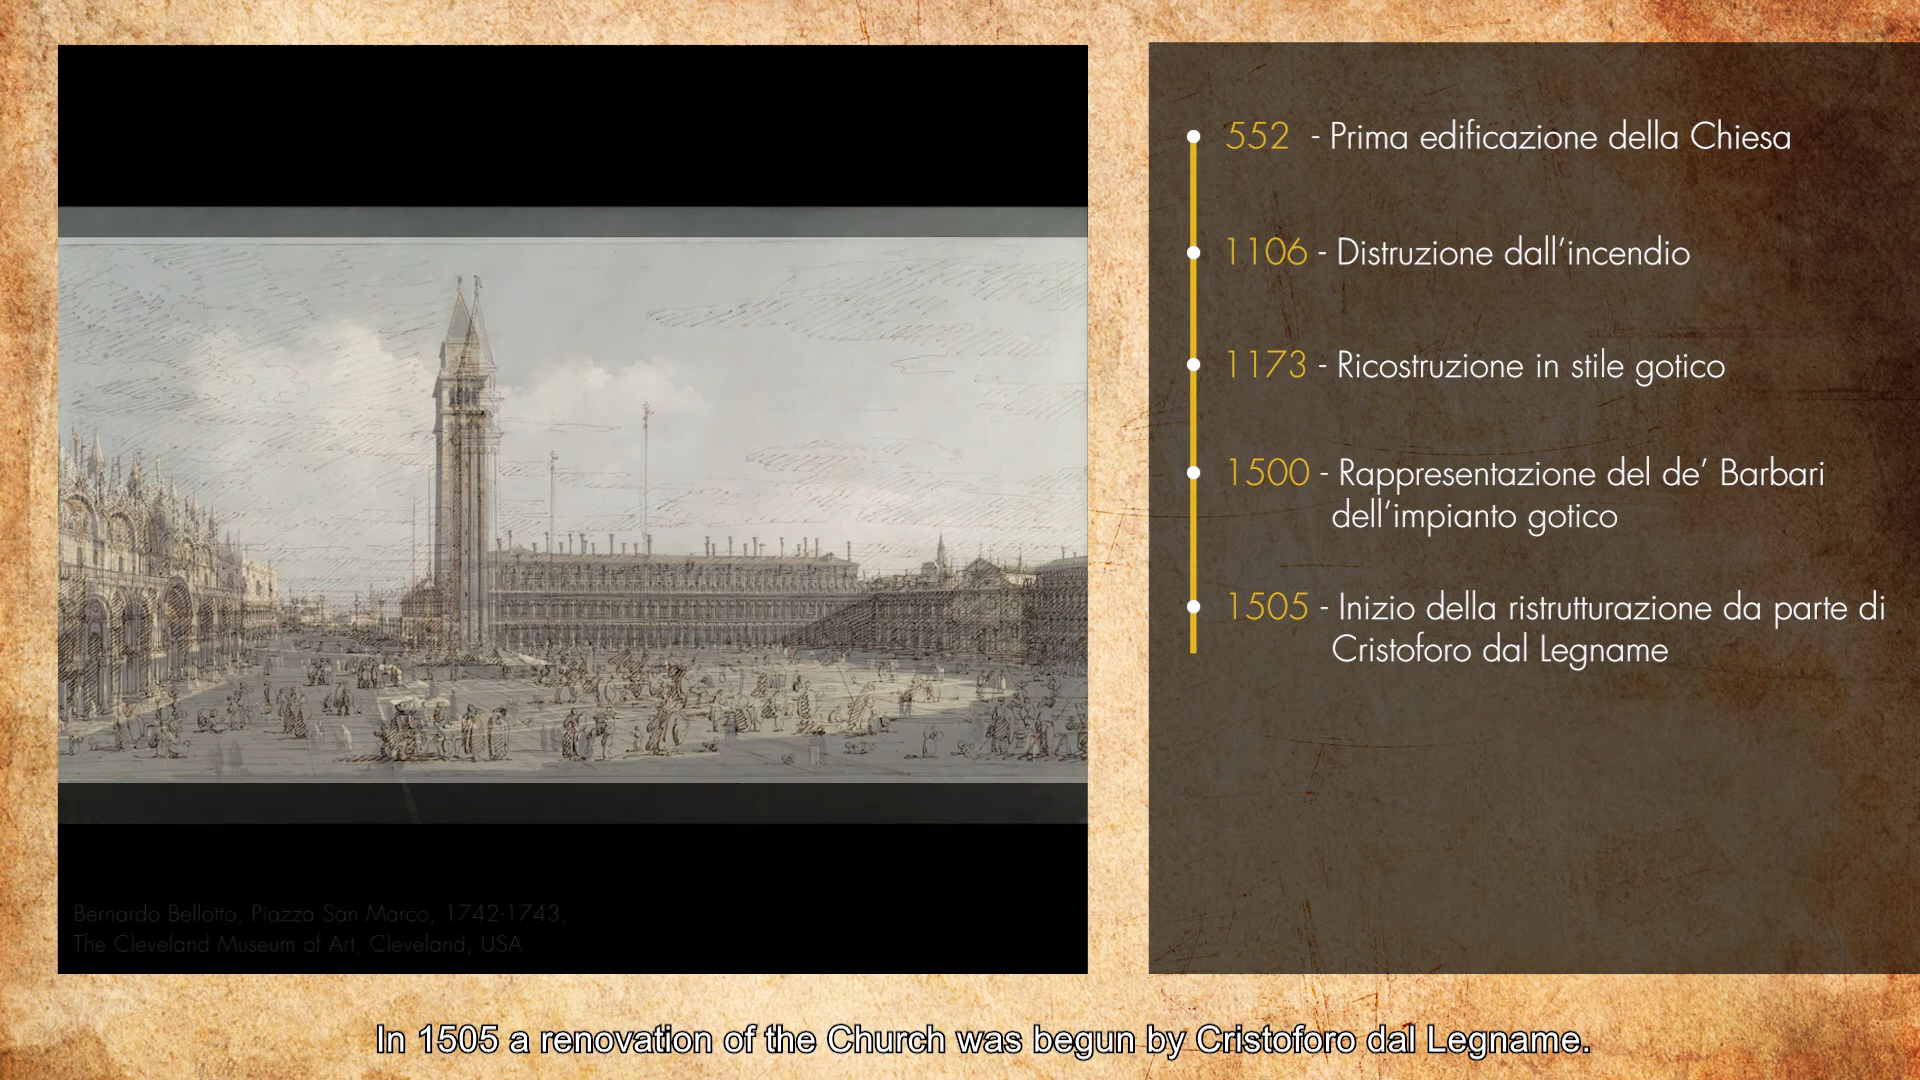 552 - Prima edificazione della Chiesa
1106 - Distruzione dall'incendio
1173 - Ricostruzione in stile gotico
1500 - Rappresentazione del de' Barbari
dell'impianto gotico
1505 - Inizio della ristrutturazione da parte di
Cristoforo dal Legname
Bernardo Bellotto, Piazza San Marco, 1742-1743,
The Cleveland Museum of Art, Cleveland, USA
In 1505 a renovation of the Church was begun by Cristoforo dal Legname.